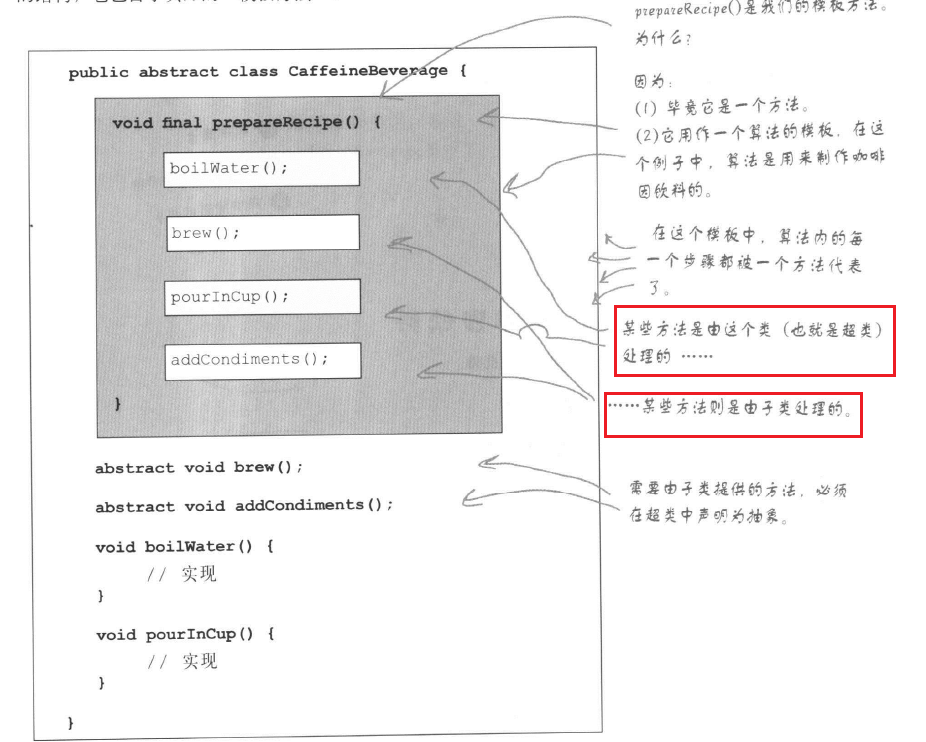 prepareRecipe()是我们的模板方法。
为什么？
public abstract class CaffeineBeverage {
因为：
(1) 毕竟它是一个方法。
void final prepareRecipe() {
(2)它用作一个算法的模板，在这
个例子中，算法是用来制作咖啡
因饮料的。
boilWater();
brew();
在这个模板中，算法内的每
一个步骤都被一个方法代表
了。
pourInCup();
某些方法是由这个类（也就是超类）
处理的 ……
addCondiments();
……某些方法则是由子类处理的。
}
abstract void brew();
需要由子类提供的方法，必须
在超类中声明为抽象。
abstract void addCondiments();
void boilWater() {
// 实现
}
void pourInCup() {
// 实现
}
}